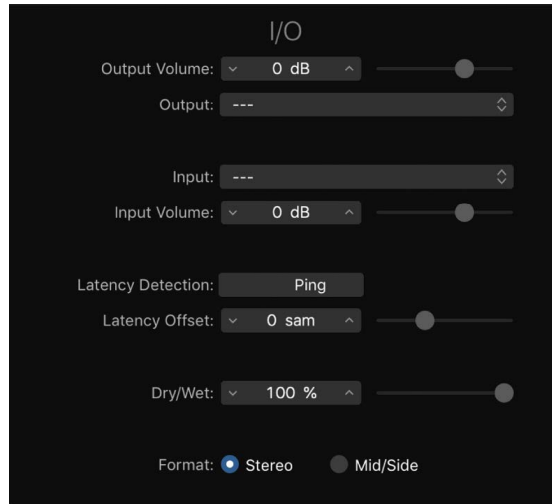 I/O
Output Volume: 0 dB
Output: ---
Input: ---
Input Volume: 0 dB
Latency Detection: Ping
Latency Offset: 0 sam
Dry/Wet: 100 %
Format: Stereo Mid/Side